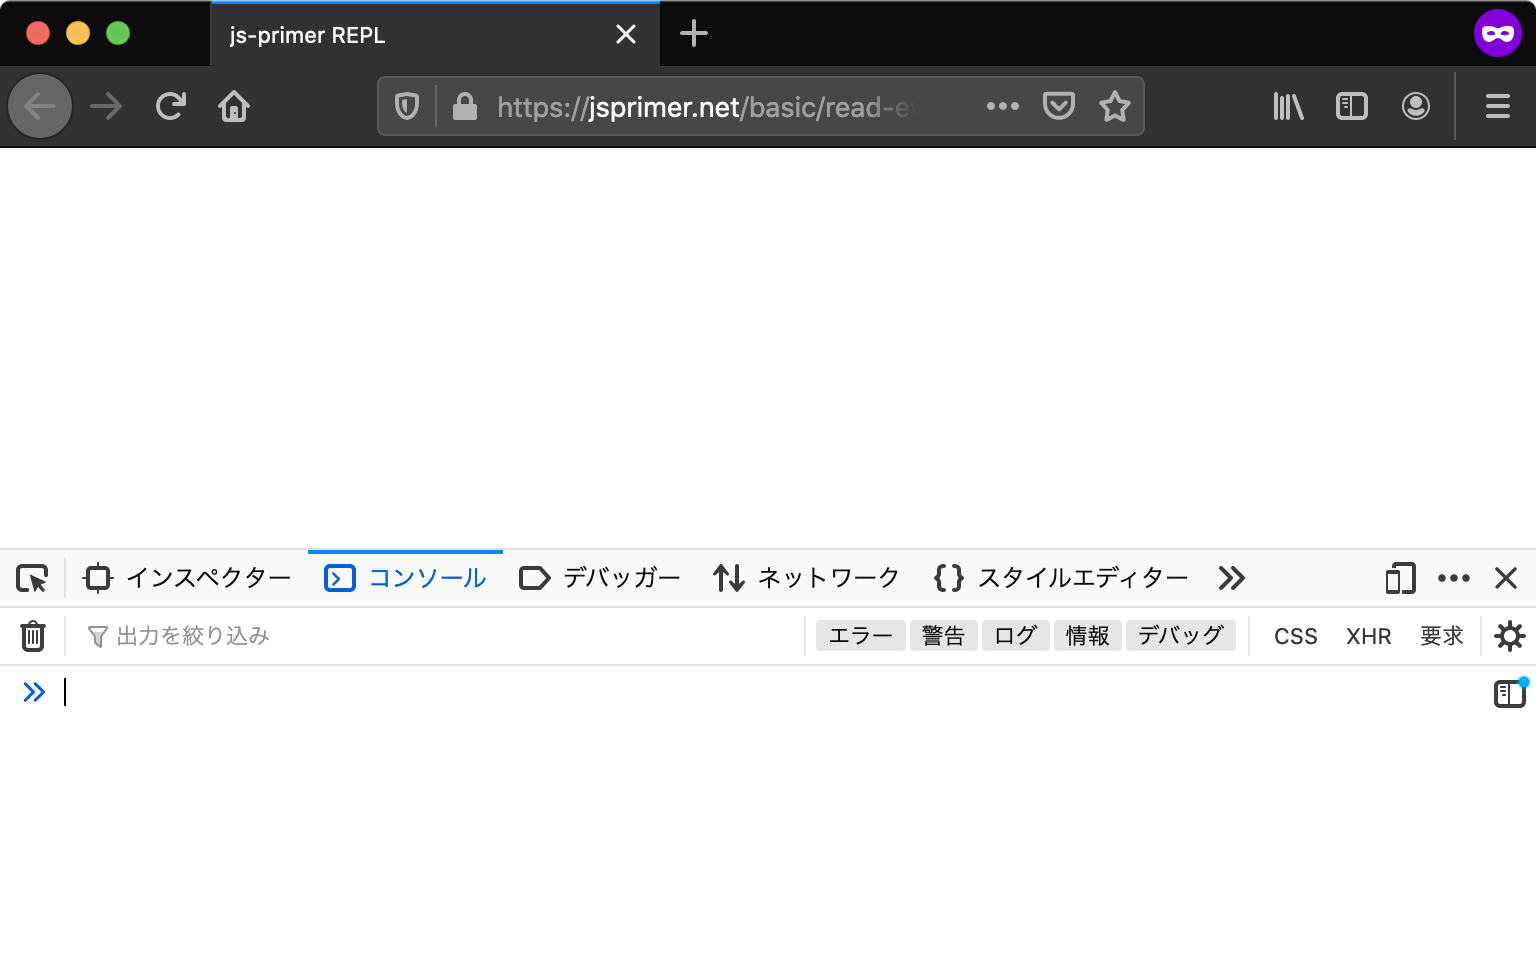 js-primer REPL
https://jsprimer.net/basic/read-ev
インスペクター コンソール デバッガー ネットワーク スタイルエディター
出力を絞り込み エラー 警告 ログ 情報 デバッグ CSS XHR 要求